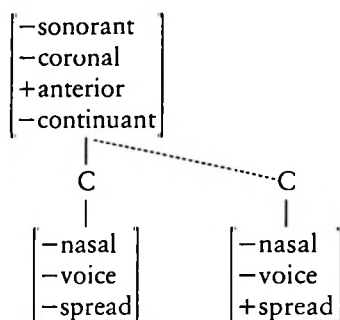 −sonorant
−coronal
+anterior
−continuant
C C
−nasal −nasal
−voice −voice
−spread +spread